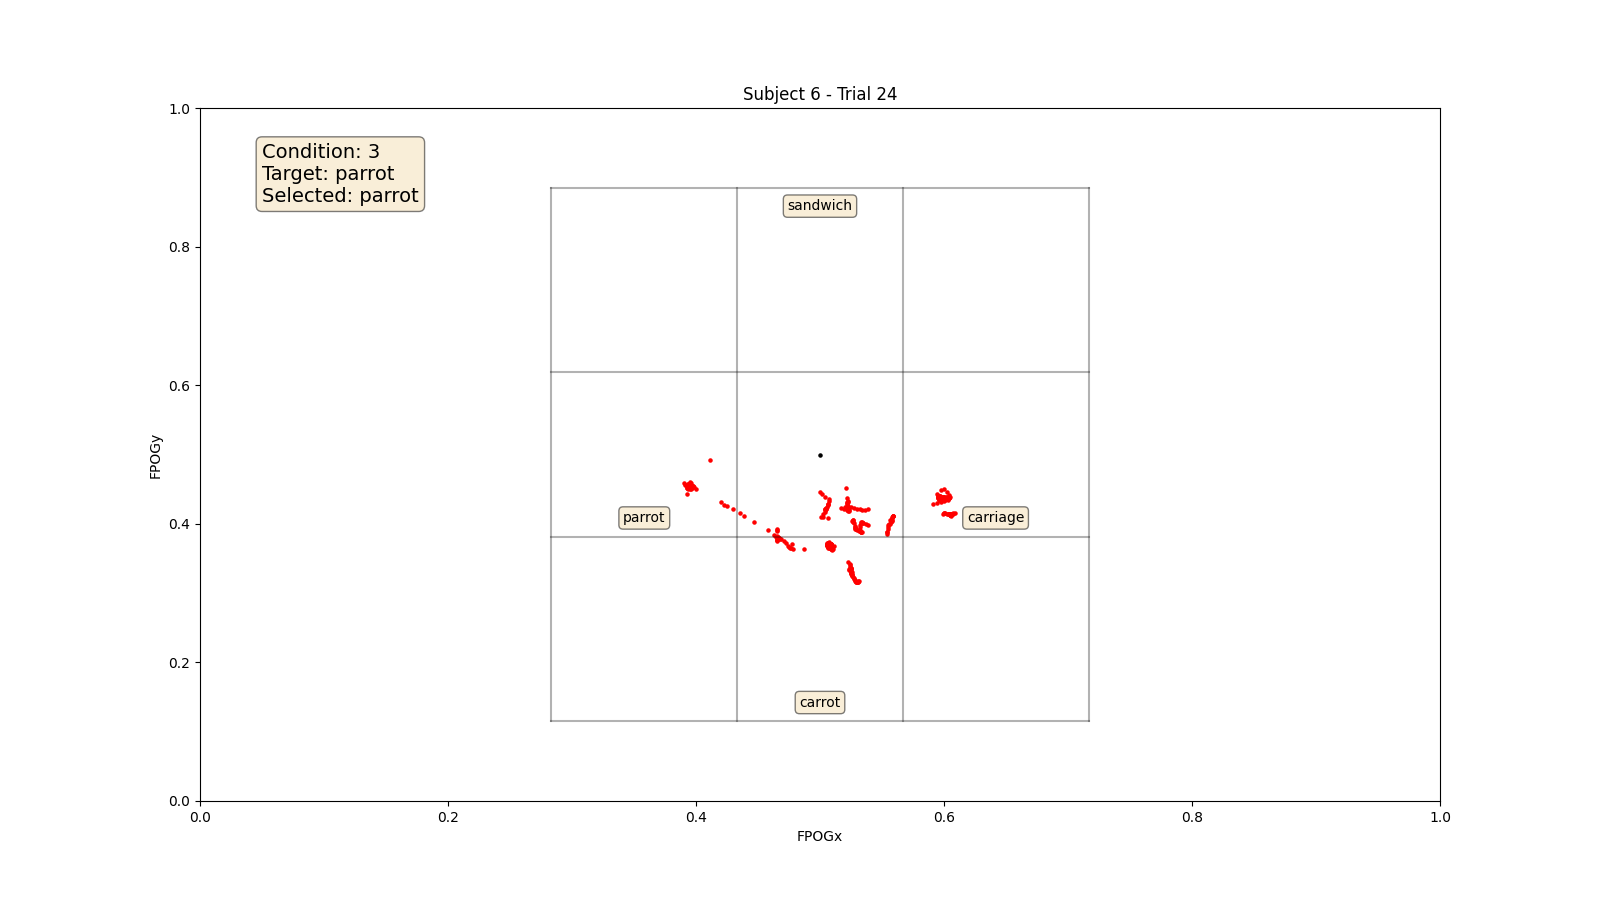 Subject 6 - Trial 24
Condition: 3
Target: parrot
Selected: parrot
sandwich
parrot
carriage
carrot
1.0
0.8
0.6
0.4
0.2
0.0
FPOGy
0.0
0.2
0.4
0.6
0.8
1.0
FPOGx